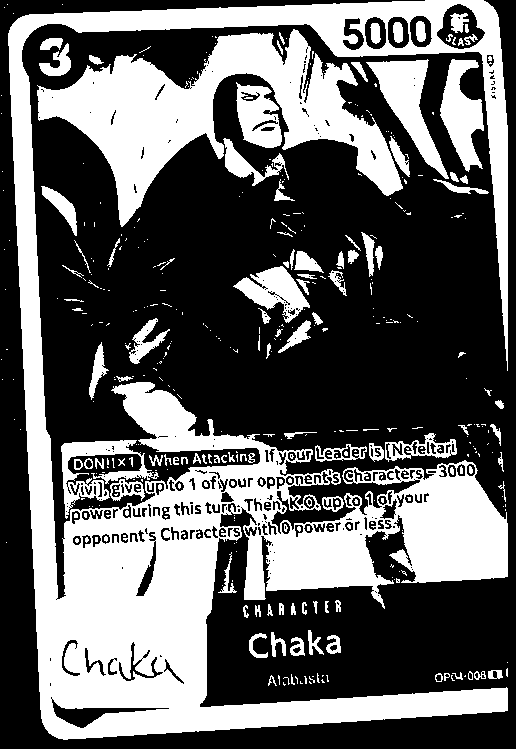 3 5000 斬
SLASH
DON!!×1 When Attacking If your Leader is [Nefeltari
Vivi], give up to 1 of your opponent's Characters −3000
power during this turn. Then, K.O. up to 1 of your
opponent's Characters with 0 power or less.
CHARACTER
Chaka
Chaka
Alabasta
OP04-008